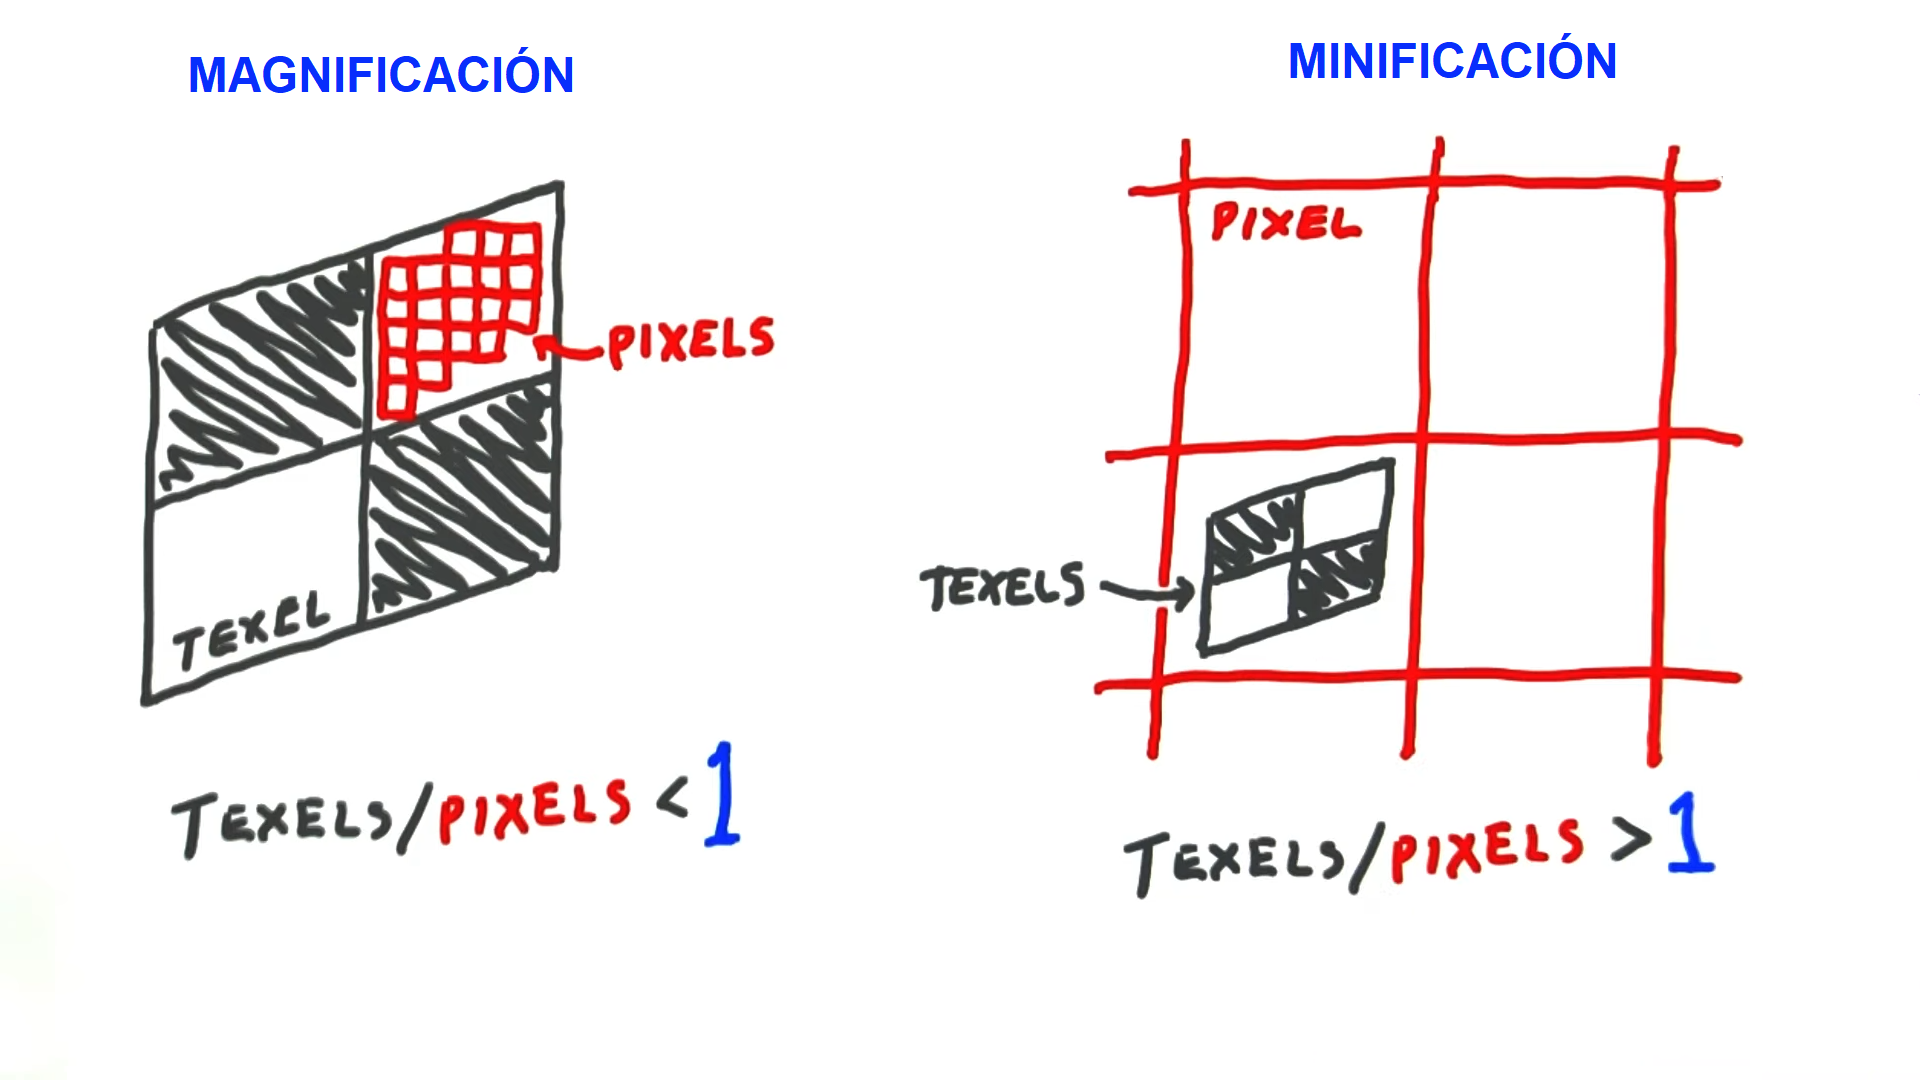 MAGNIFICACIÓN
PIXELS
TEXEL
TEXELS/PIXELS < 1
MINIFICACIÓN
PIXEL
TEXELS
TEXELS/PIXELS > 1